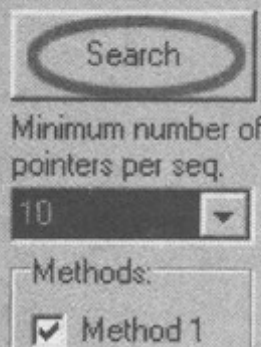 Search
Minimum number of
pointers per seq.
10
Methods:
Method 1